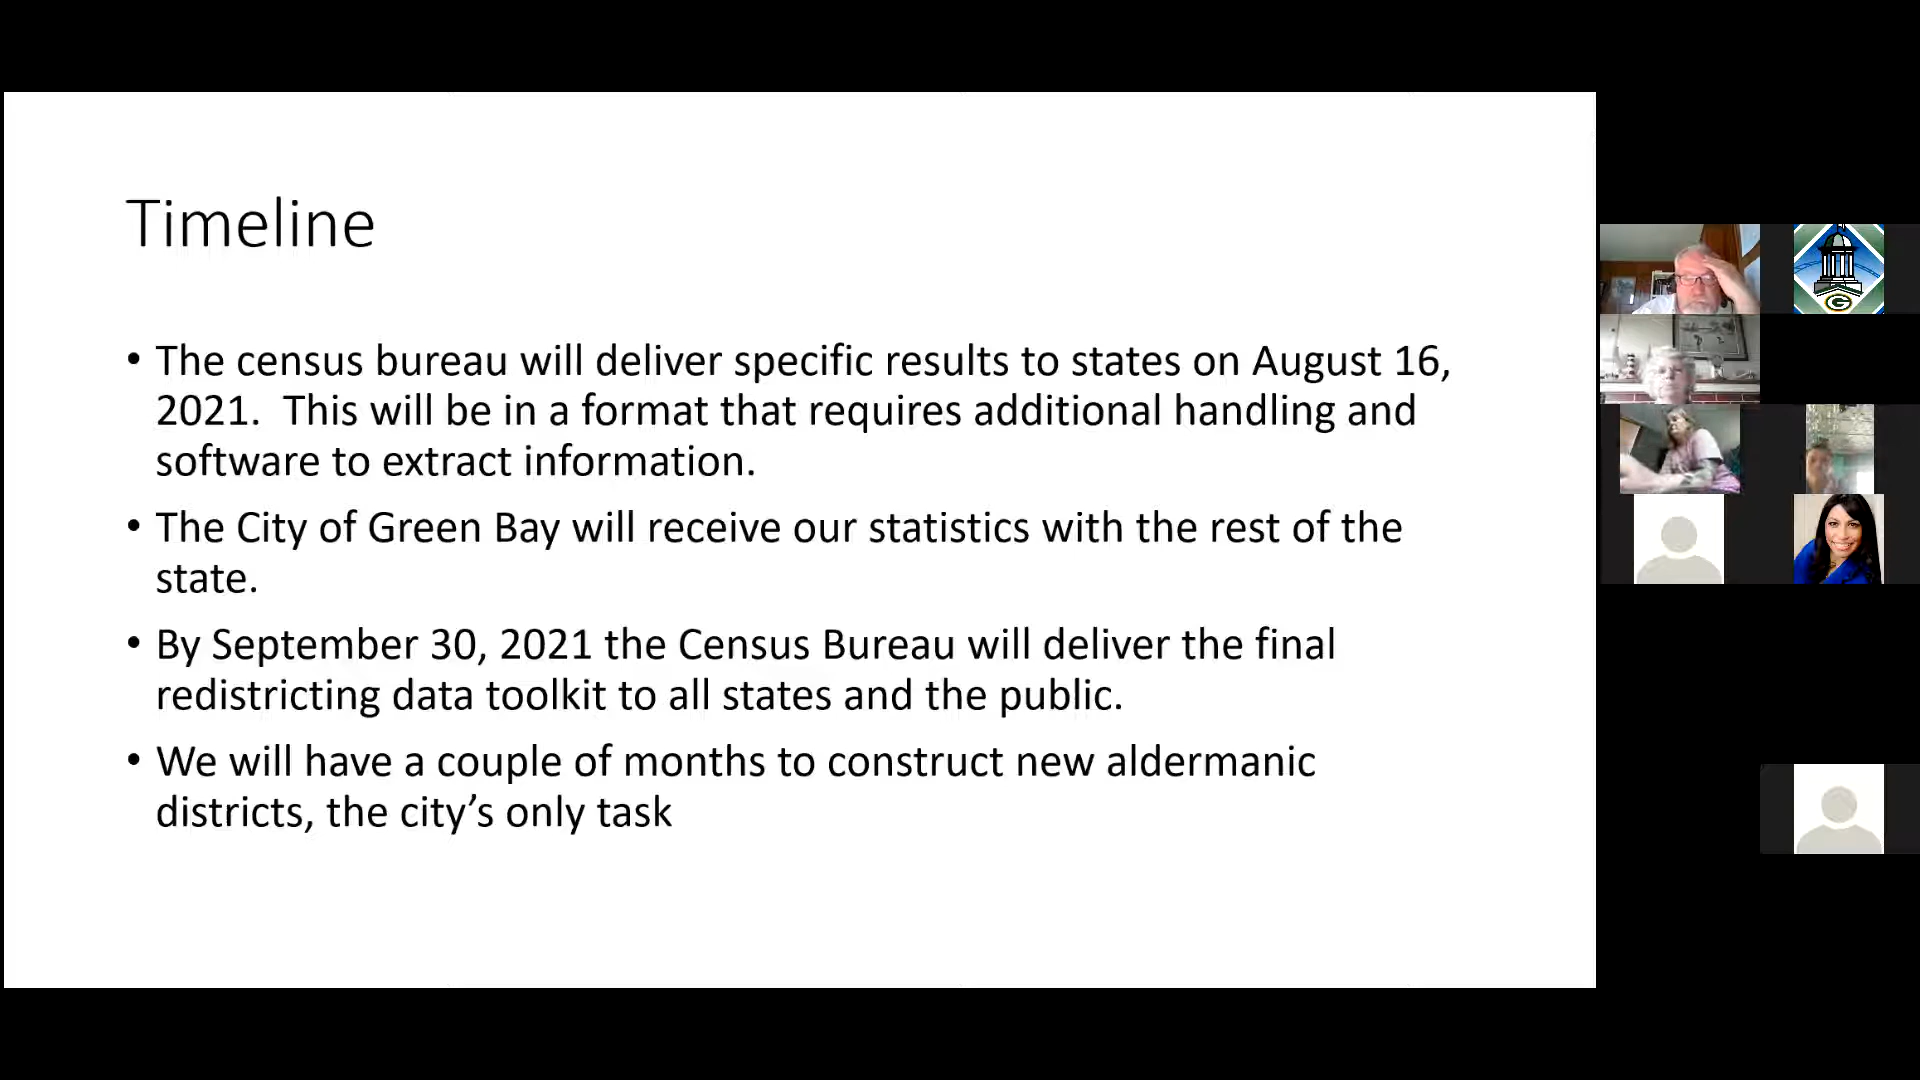 Timeline
• The census bureau will deliver specific results to states on August 16,
2021.  This will be in a format that requires additional handling and
software to extract information.
• The City of Green Bay will receive our statistics with the rest of the
state.
• By September 30, 2021 the Census Bureau will deliver the final
redistricting data toolkit to all states and the public.
• We will have a couple of months to construct new aldermanic
districts, the city’s only task
G